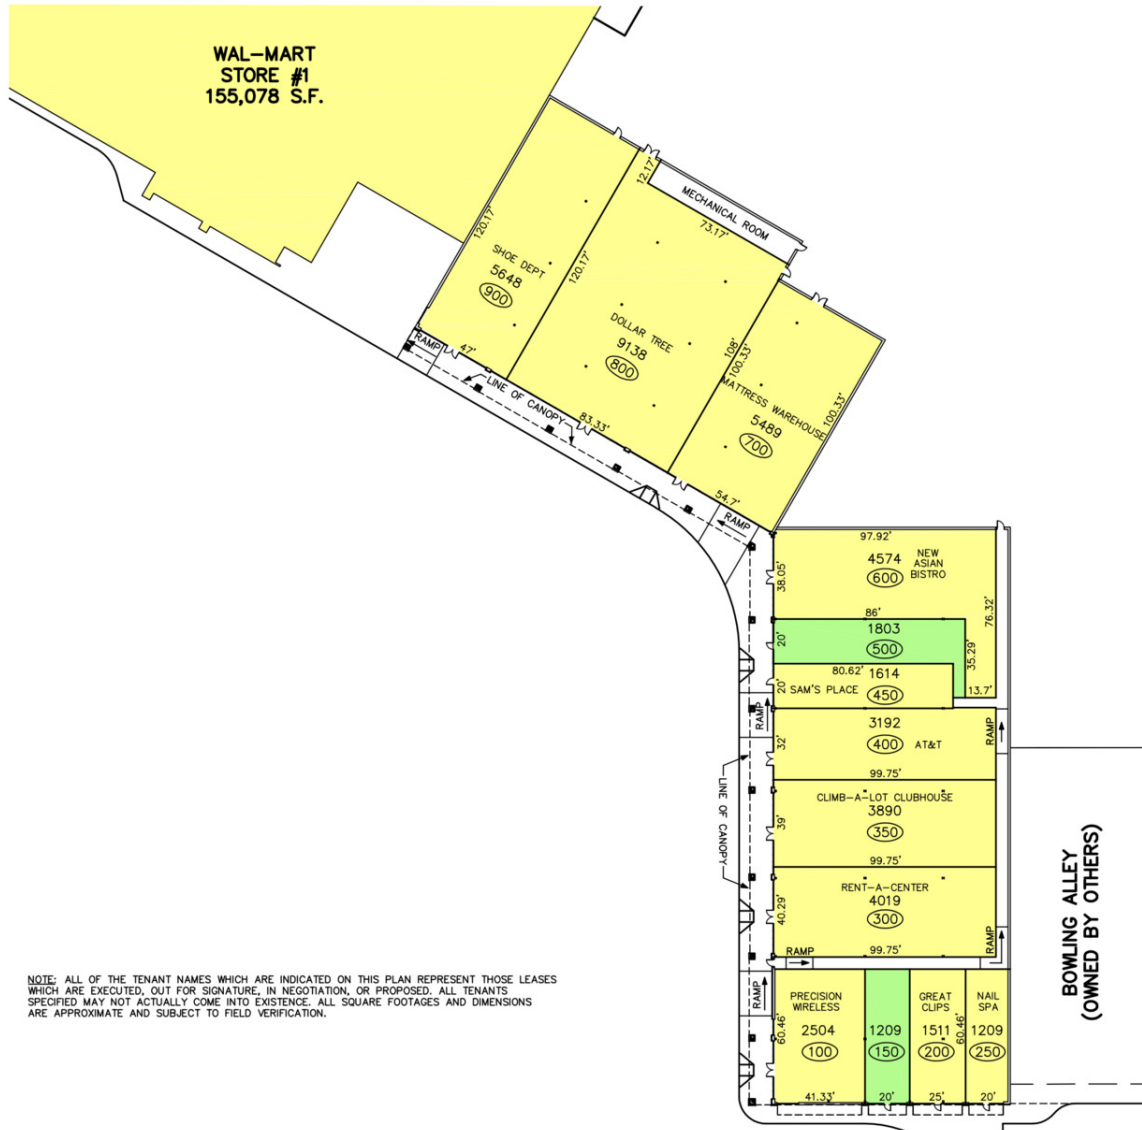 WAL-MART
STORE #1
155,078 S.F.
12.17'
MECHANICAL ROOM
73.17'
120.17'
SHOE DEPT
5648
900
120.17'
47'
RAMP
LINE OF CANOPY
DOLLAR TREE
9138
800
83.33'
108'
100.33'
MATTRESS WAREHOUSE
5489
700
100.33'
54.7'
RAMP
97.92'
4574
600
NEW
ASIAN
BISTRO
38.05'
76.32'
86'
1803
500
20'
35.29'
80.62'
1614
SAM'S PLACE
450
20'
13.7'
RAMP
3192
400
AT&T
32'
RAMP
99.75'
LINE OF CANOPY
CLIMB-A-LOT CLUBHOUSE
3890
350
39'
99.75'
RENT-A-CENTER
4019
300
40.29'
99.75'
RAMP
RAMP
RAMP
PRECISION
WIRELESS
2504
100
60.46'
41.33'
1209
150
20'
GREAT
CLIPS
1511
200
60.46'
25'
NAIL
SPA
1209
250
20'
BOWLING ALLEY
(OWNED BY OTHERS)
NOTE: ALL OF THE TENANT NAMES WHICH ARE INDICATED ON THIS PLAN REPRESENT THOSE LEASES
WHICH ARE EXECUTED, OUT FOR SIGNATURE, IN NEGOTIATION, OR PROPOSED. ALL TENANTS
SPECIFIED MAY NOT ACTUALLY COME INTO EXISTENCE. ALL SQUARE FOOTAGES AND DIMENSIONS
ARE APPROXIMATE AND SUBJECT TO FIELD VERIFICATION.